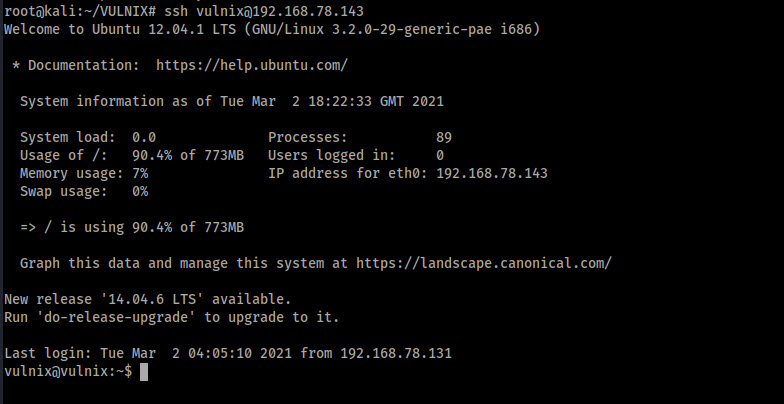 root@kali:~/VULNIX# ssh vulnix@192.168.78.143
Welcome to Ubuntu 12.04.1 LTS (GNU/Linux 3.2.0-29-generic-pae i686)
* Documentation:  https://help.ubuntu.com/
System information as of Tue Mar  2 18:22:33 GMT 2021
System load:  0.0               Processes:           89
Usage of /:   90.4% of 773MB   Users logged in:     0
Memory usage: 7%                IP address for eth0: 192.168.78.143
Swap usage:   0%
=> / is using 90.4% of 773MB
Graph this data and manage this system at https://landscape.canonical.com/
New release '14.04.6 LTS' available.
Run 'do-release-upgrade' to upgrade to it.
Last login: Tue Mar  2 04:05:10 2021 from 192.168.78.131
vulnix@vulnix:~$